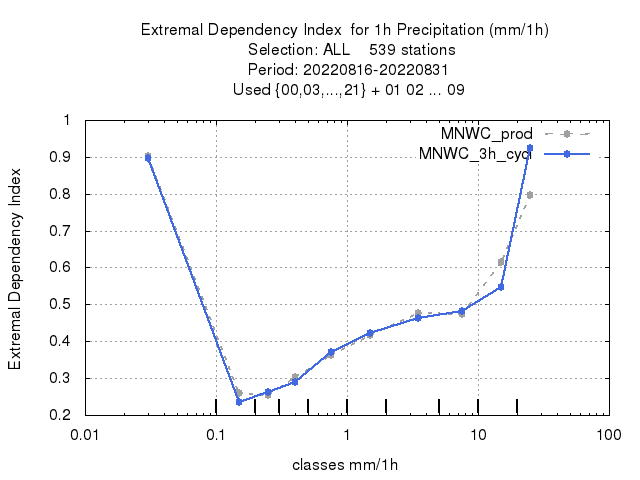 Extremal Dependency Index  for 1h Precipitation (mm/1h)
Selection: ALL    539 stations
Period: 20220816-20220831
Used {00,03,...,21} + 01 02 ... 09
MNWC_prod
MNWC_3h_cycl
Extremal Dependency Index
1
0.9
0.8
0.7
0.6
0.5
0.4
0.3
0.2
0.01
0.1
1
10
100
classes mm/1h